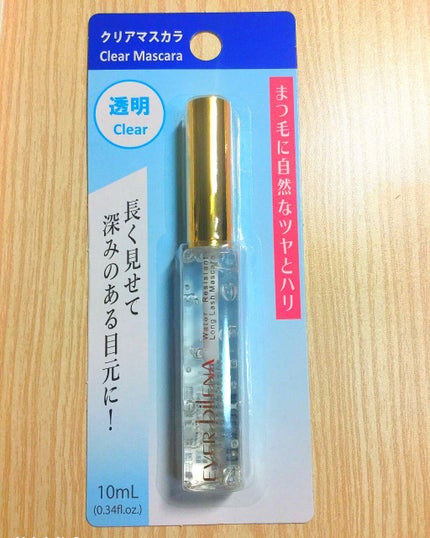 クリアマスカラ
Clear Mascara
透明
Clear
まつ毛に自然なツヤとハリ
長く見せて
深みのある目元に!
Water Resistant
Long Lash Mascara
EVER biLENA
10mL
(0.34fl.oz.)